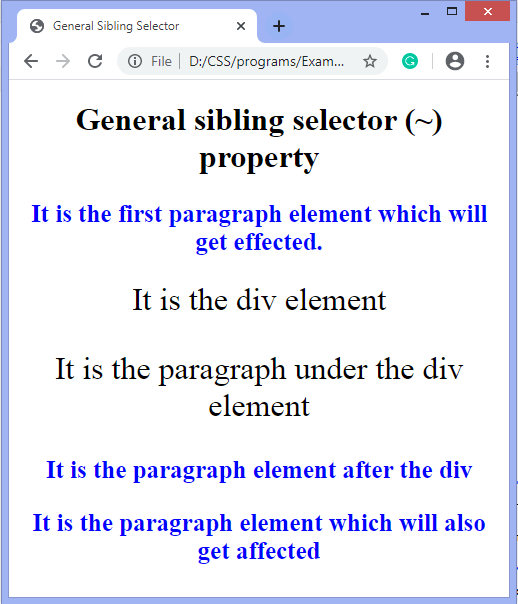 General Sibling Selector
File
D:/CSS/programs/Exam...
General sibling selector (~)
property
It is the first paragraph element which will
get effected.
It is the div element
It is the paragraph under the div
element
It is the paragraph element after the div
It is the paragraph element which will also
get affected